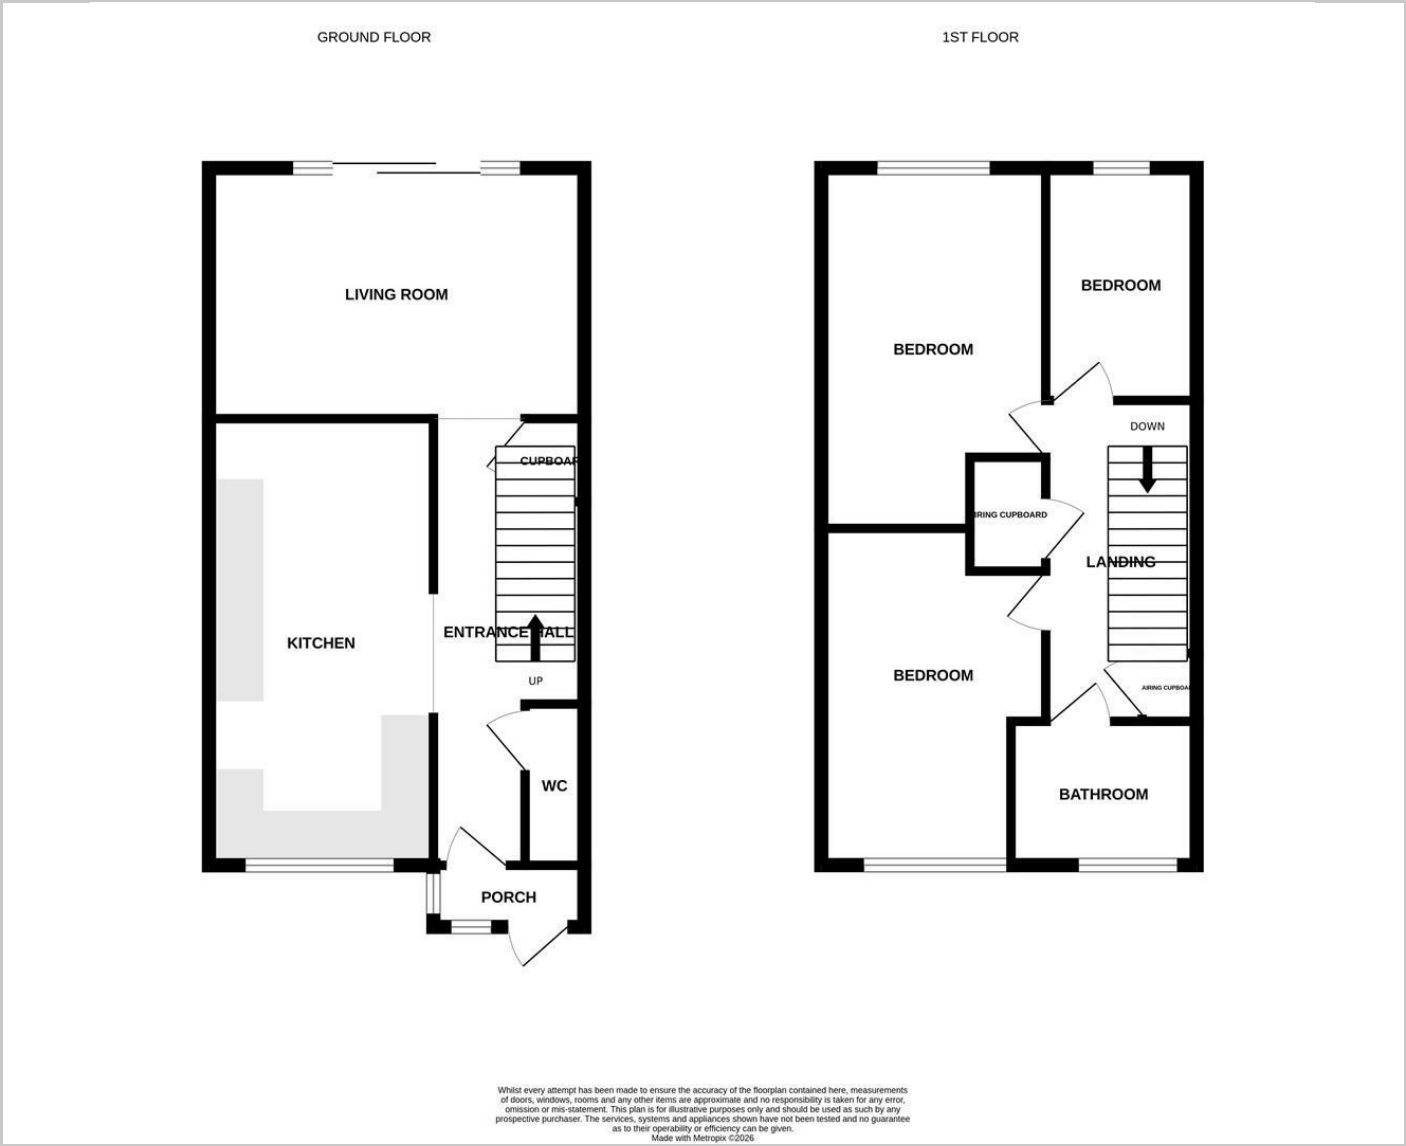 GROUND FLOOR
1ST FLOOR
LIVING ROOM
CUPBOAR
KITCHEN
ENTRANCE HALL
UP
WC
PORCH
BEDROOM
BEDROOM
DOWN
IRING CUPBOARD
LANDING
BEDROOM
AIRING CUPBOAR
BATHROOM
Whilst every attempt has been made to ensure the accuracy of the floorplan contained here, measurements
of doors, windows, rooms and any other items are approximate and no responsibility is taken for any error,
omission or mis-statement. This plan is for illustrative purposes only and should be used as such by any
prospective purchaser. The services, systems and appliances shown have not been tested and no guarantee
as to their operability or efficiency can be given.
Made with Metropix ©2026